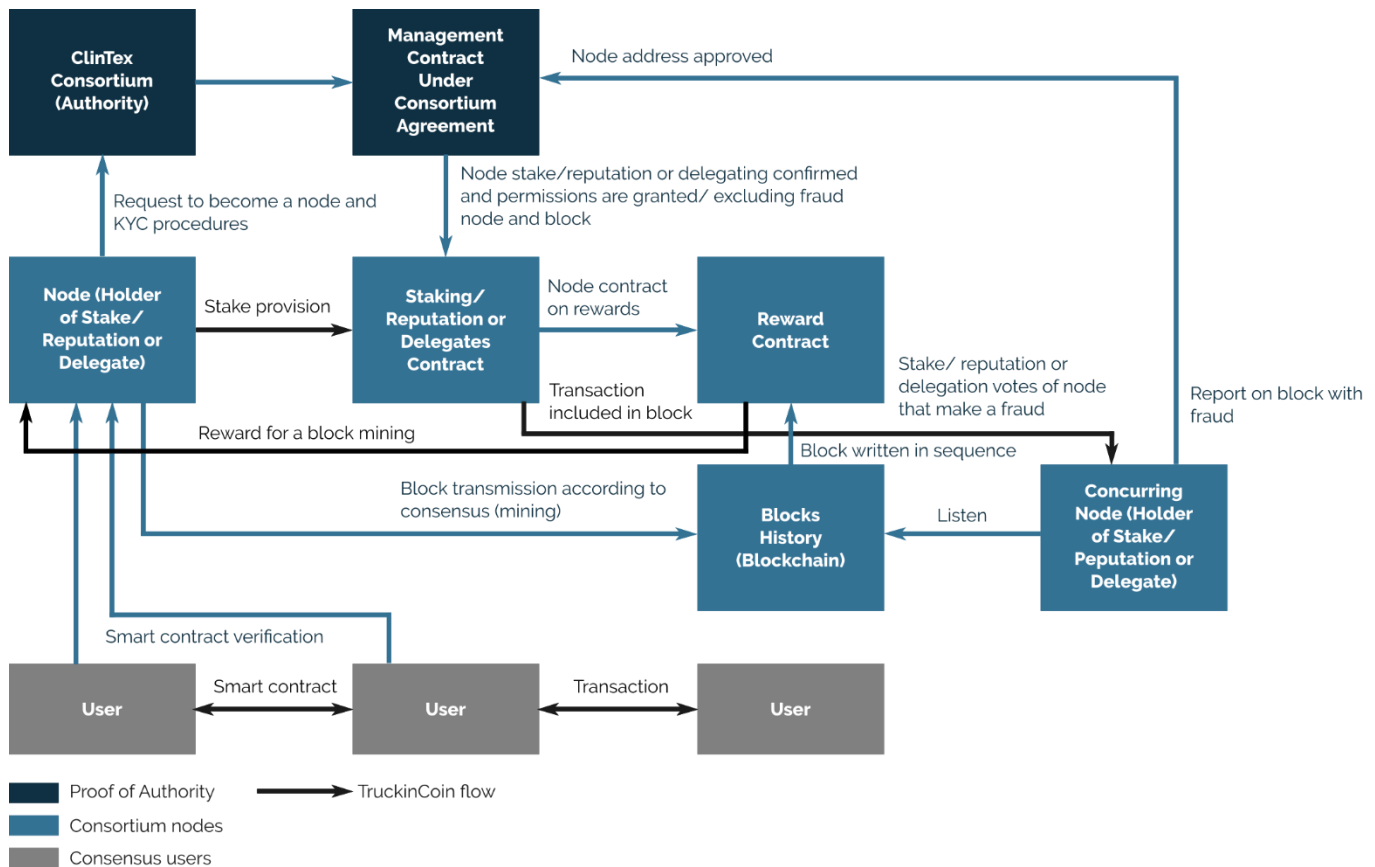 ClinTex
Consortium
(Authority)
Management
Contract
Under
Consortium
Agreement
Node address approved
Request to become a node and
KYC procedures
Node stake/reputation or delegating confirmed
and permissions are granted/ excluding fraud
node and block
Node (Holder
of Stake/
Reputation or
Delegate)
Stake provision
Staking/
Reputation or
Delegates
Contract
Node contract
on rewards
Reward
Contract
Stake/ reputation or
delegation votes of node
that make a fraud
Report on block with
fraud
Transaction
included in block
Reward for a block mining
Block written in sequence
Block transmission according to
consensus (mining)
Blocks
History
(Blockchain)
Listen
Concurring
Node (Holder
of Stake/
Peputation or
Delegate)
Smart contract verification
User
Smart contract
User
Transaction
User
Proof of Authority
TruckinCoin flow
Consortium nodes
Consensus users